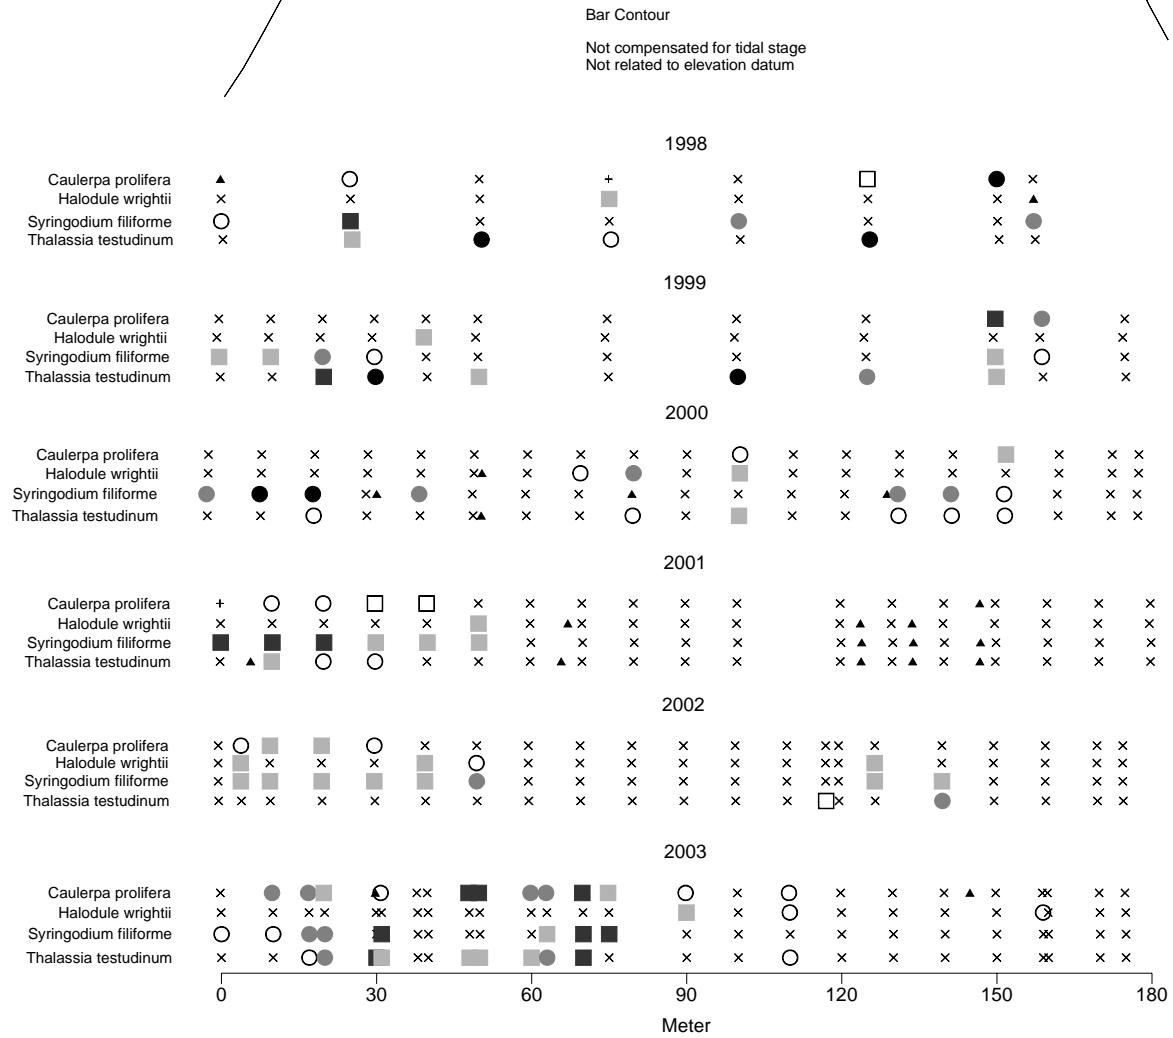 Bar Contour
Not compensated for tidal stage
Not related to elevation datum
1998
Caulerpa prolifera
Halodule wrightii
Syringodium filiforme
Thalassia testudinum
1999
Caulerpa prolifera
Halodule wrightii
Syringodium filiforme
Thalassia testudinum
2000
Caulerpa prolifera
Halodule wrightii
Syringodium filiforme
Thalassia testudinum
2001
Caulerpa prolifera
Halodule wrightii
Syringodium filiforme
Thalassia testudinum
2002
Caulerpa prolifera
Halodule wrightii
Syringodium filiforme
Thalassia testudinum
2003
Caulerpa prolifera
Halodule wrightii
Syringodium filiforme
Thalassia testudinum
0 30 60 90 120 150 180
Meter